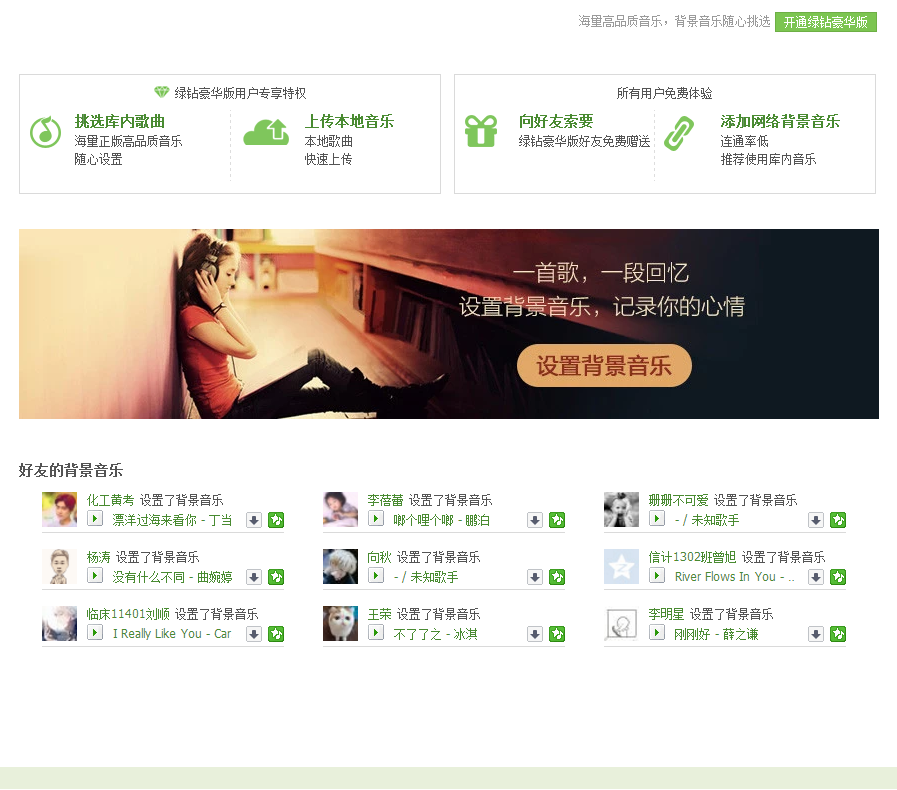 海量高品质音乐，背景音乐随心挑选 开通绿钻豪华版
绿钻豪华版用户专享特权
挑选库内歌曲
海量正版高品质音乐
随心设置
上传本地音乐
本地歌曲
快速上传
所有用户免费体验
向好友索要
绿钻豪华版好友免费赠送
添加网络背景音乐
连通率低
推荐使用库内音乐
一首歌，一段回忆
设置背景音乐，记录你的心情
设置背景音乐
好友的背景音乐
化工黄考 设置了背景音乐
漂洋过海来看你 - 丁当
李蓓蕾 设置了背景音乐
嘟个哩个嘟 - 鹏泊
珊珊不可爱 设置了背景音乐
- / 未知歌手
杨涛 设置了背景音乐
没有什么不同 - 曲婉婷
向秋 设置了背景音乐
- / 未知歌手
信计1302班曾旭 设置了背景音乐
River Flows In You - ..
临床11401刘顺 设置了背景音乐
I Really Like You - Car
王荣 设置了背景音乐
不了了之 - 冰淇
李明星 设置了背景音乐
刚刚好 - 薛之谦